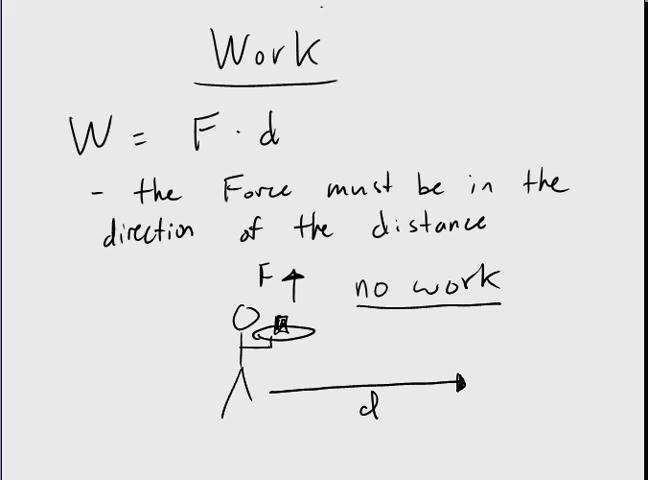 Work
W = F · d
- the Force must be in the
direction of the distance
F
no work
d